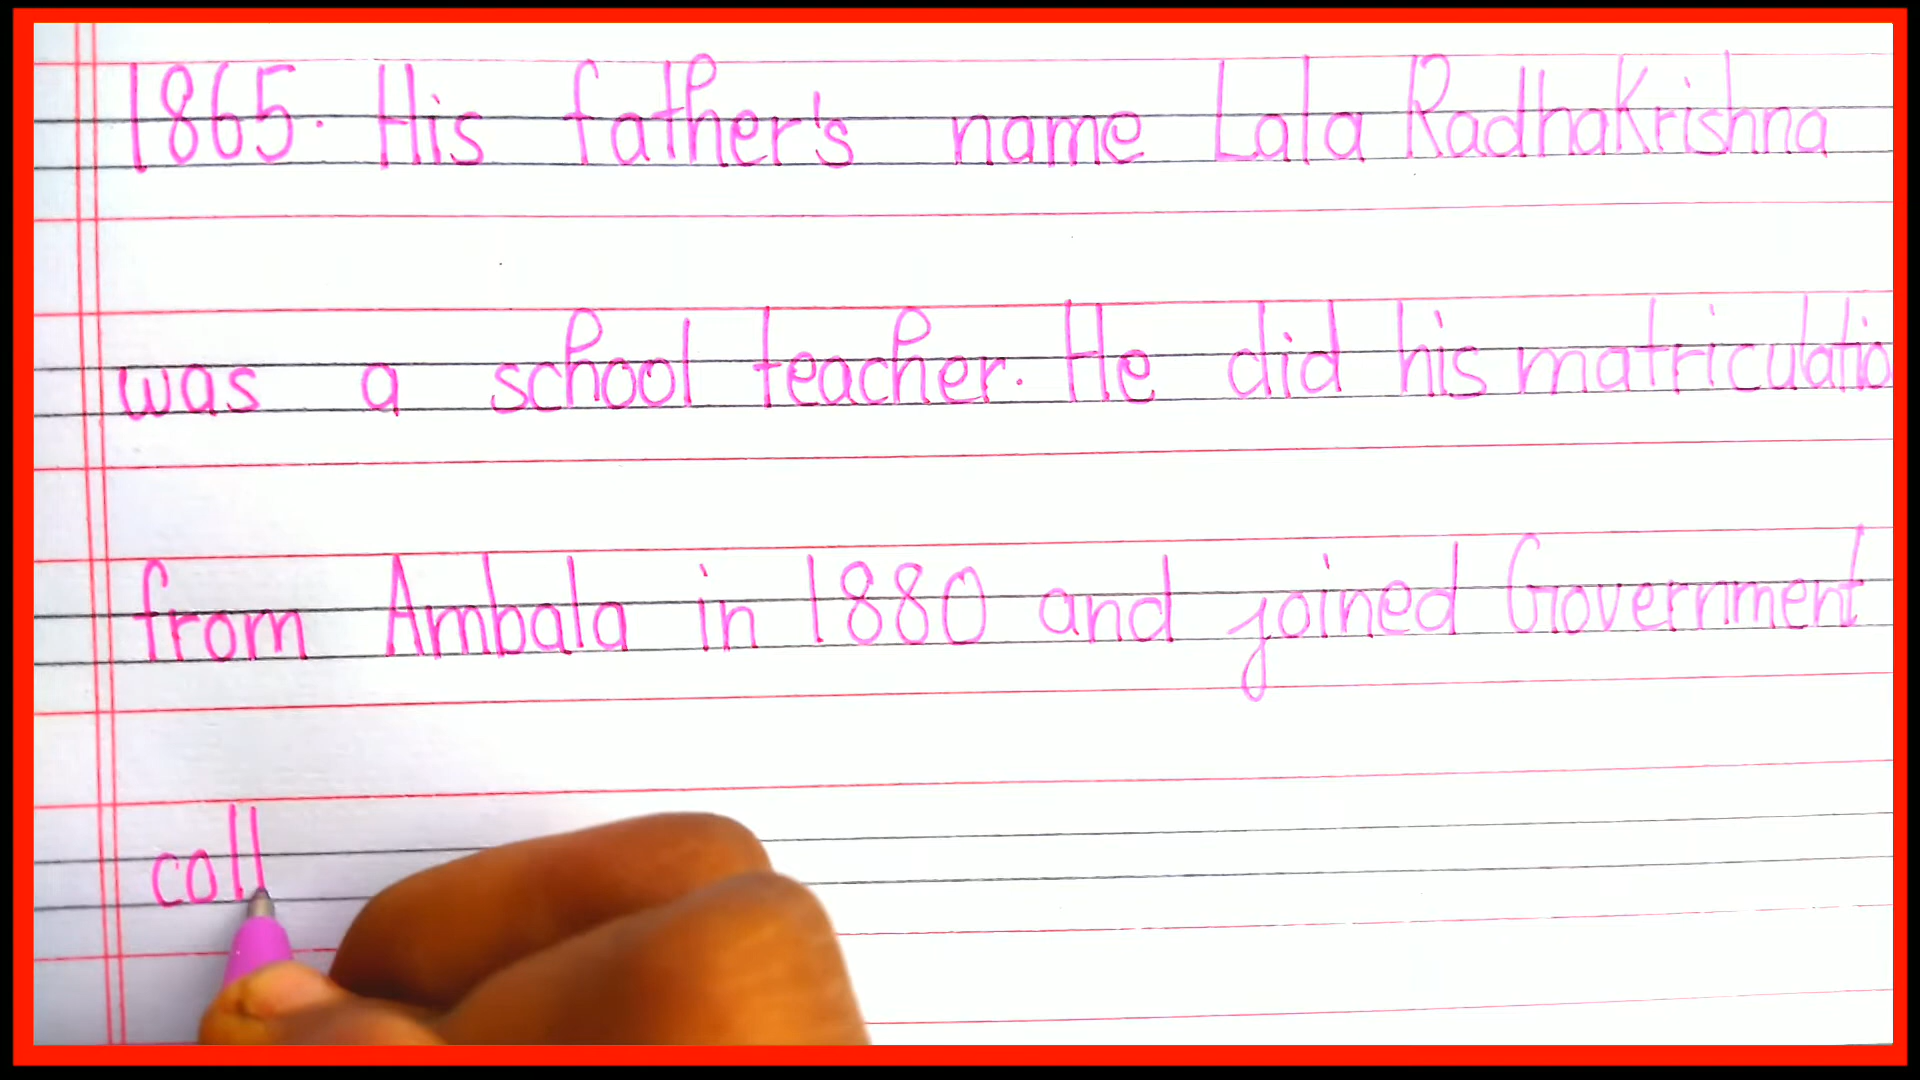 1865. His father's name Lala RadhaKrishna
was a school teacher. He did his matriculatio
from Ambala in 1880 and joined Government
coll